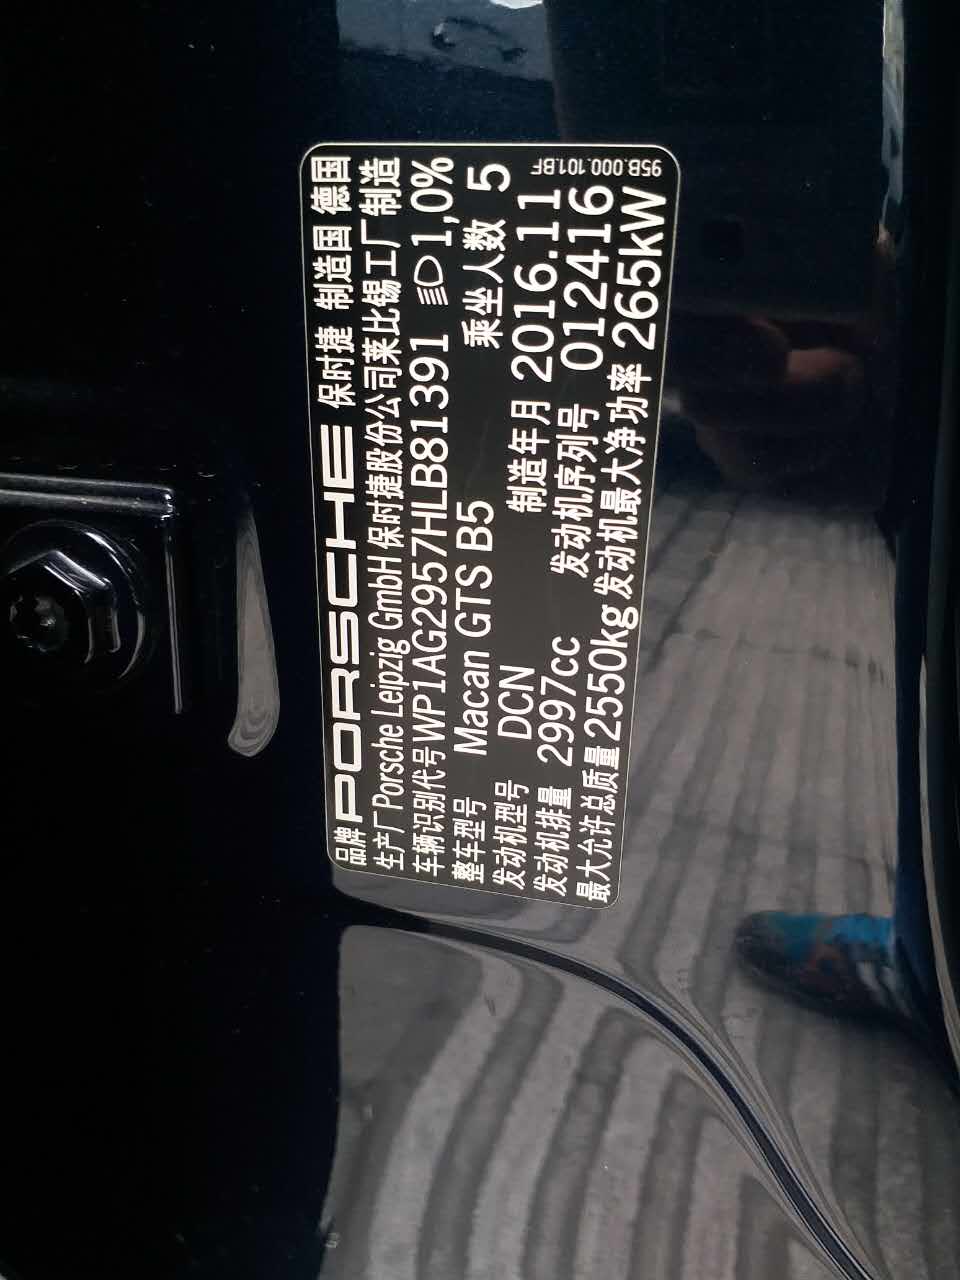 品牌 PORSCHE 保时捷 制造国 德国
生产厂 Porsche Leipzig GmbH 保时捷股份公司莱比锡工厂制造
车辆识别代号 WP1AG2957HLB81391 1,0%
整车型号 Macan GTS B5 乘坐人数 5
发动机型号 DCN 制造年月 2016.11
发动机排量 2997cc 发动机序列号 012416
最大允许总质量 2550kg 发动机最大净功率 265kW
95B.000.101.BF